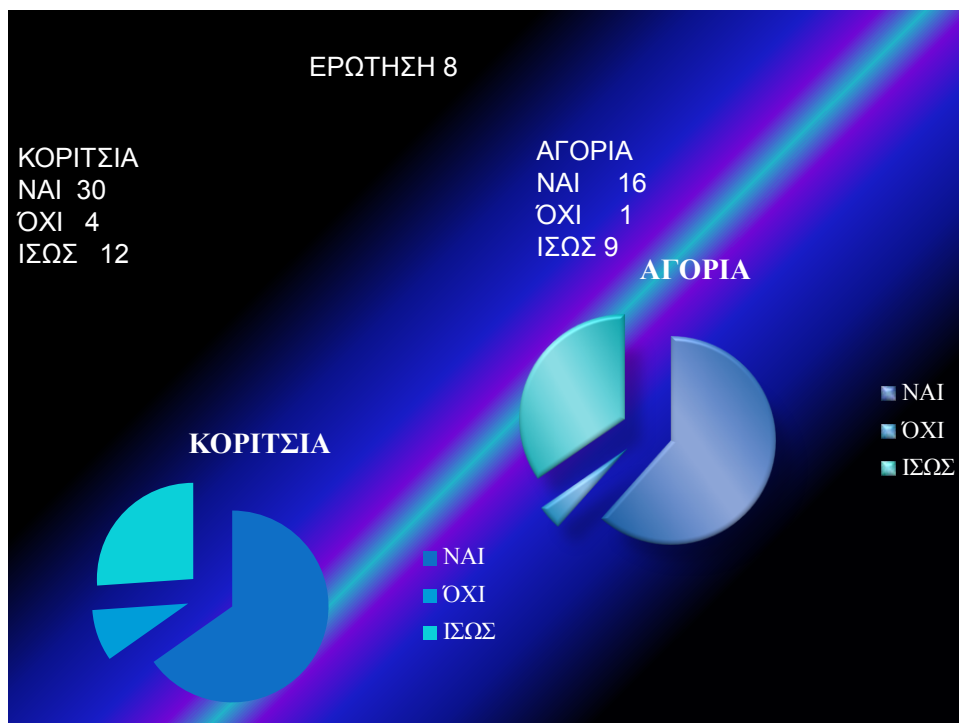 ΕΡΩΤΗΣΗ 8
ΚΟΡΙΤΣΙΑ
ΝΑΙ 30
ΌΧΙ 4
ΙΣΩΣ 12
ΑΓΟΡΙΑ
ΝΑΙ 16
ΌΧΙ 1
ΙΣΩΣ 9
ΚΟΡΙΤΣΙΑ
ΝΑΙ
ΌΧΙ
ΙΣΩΣ
ΑΓΟΡΙΑ
ΝΑΙ
ΌΧΙ
ΙΣΩΣ